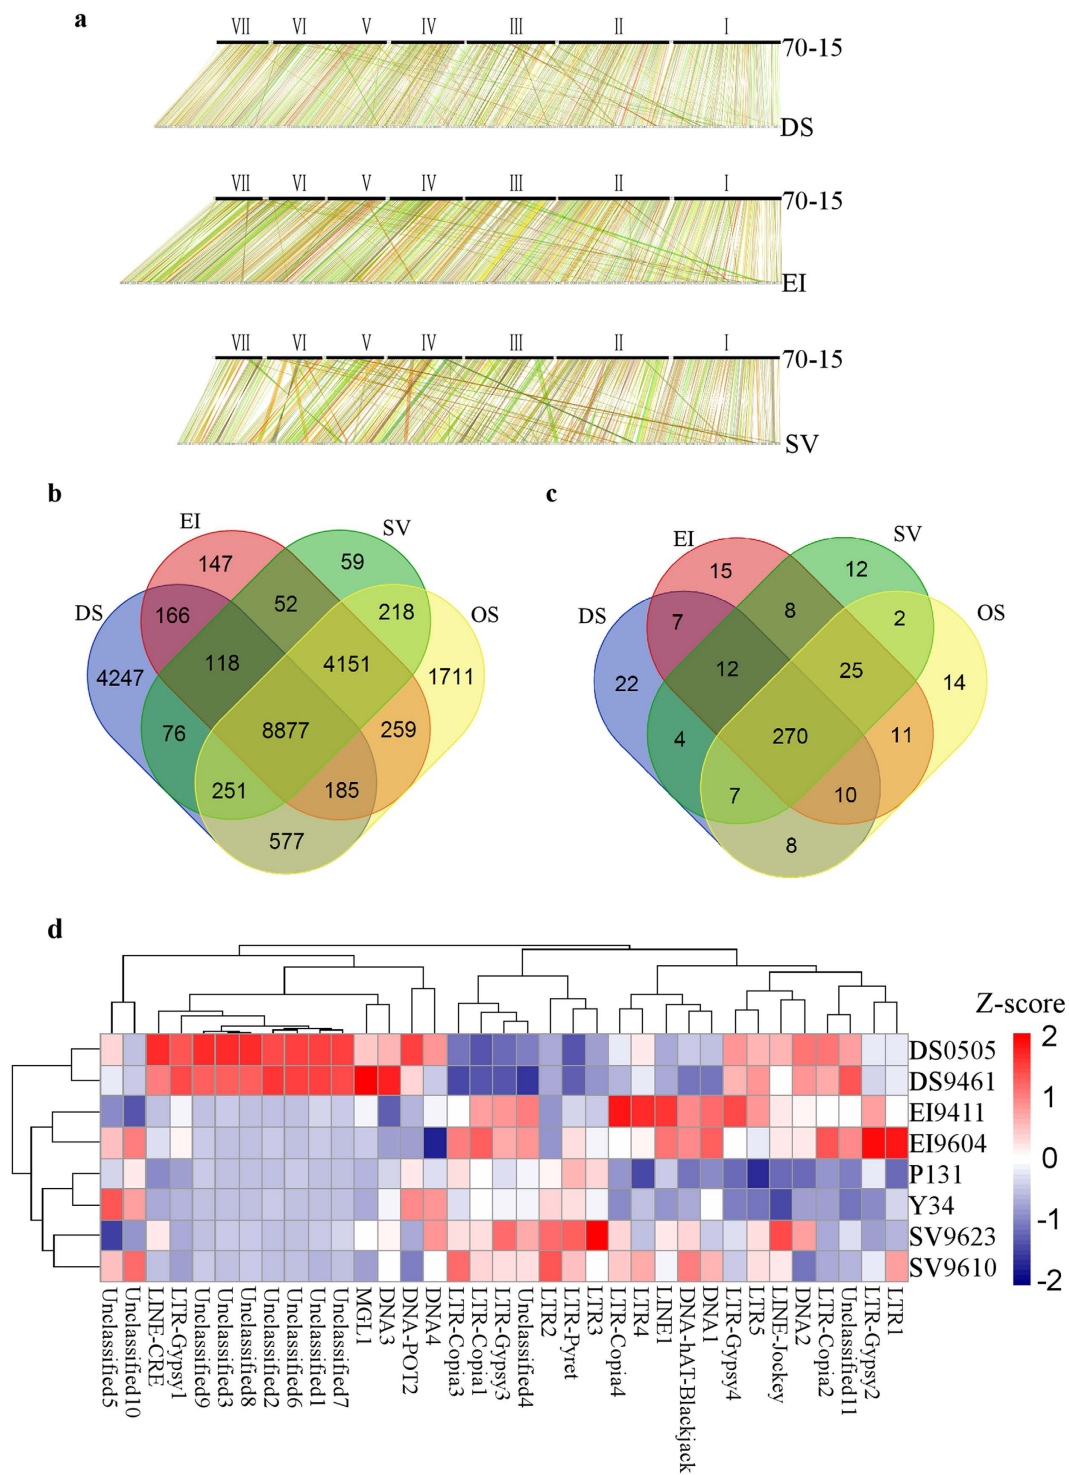 a
VII VI V IV III II I
70-15
DS
VII VI V IV III II I
70-15
EI
VII VI V IV III II I
70-15
SV
b
EI
SV
DS
OS
147
59
166
52
218
4247
118
4151
1711
76
8877
259
251
185
577
c
EI
SV
DS
OS
15
12
7
8
2
22
12
25
14
4
270
11
7
10
8
d
Z-score
2
1
0
-1
-2
DS0505
DS9461
EI9411
EI9604
P131
Y34
SV9623
SV9610
Unclassified5
Unclassified10
LINE-CRE
LTR-Gypsy1
Unclassified9
Unclassified3
Unclassified8
Unclassified2
Unclassified6
Unclassified1
Unclassified7
MGL1
DNA3
DNA-POT2
DNA4
LTR-Copia3
LTR-Copia1
LTR-Gypsy3
Unclassified4
LTR2
LTR-Pyret
LTR3
LTR-Copia4
LTR4
LINE1
DNA-hAT-Blackjack
DNA1
LTR-Gypsy4
LTR5
LINE-Jockey
DNA2
LTR-Copia2
Unclassified11
LTR-Gypsy2
LTR1